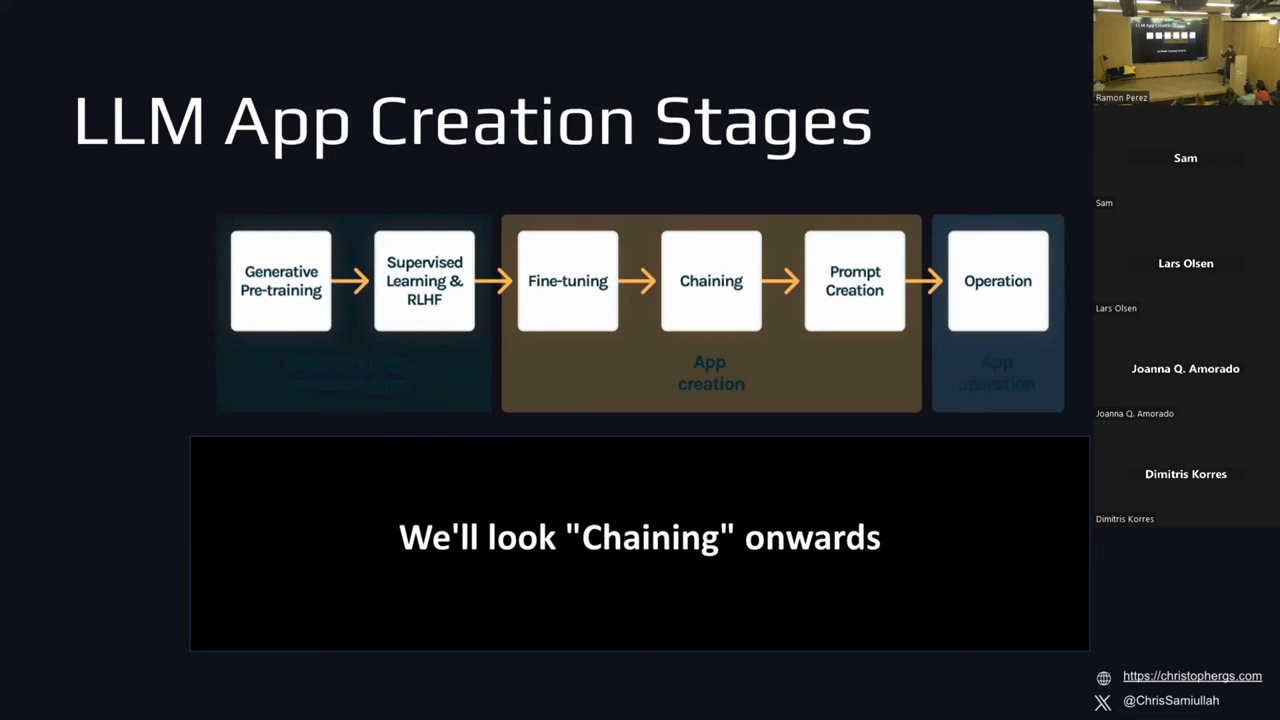 LLM App Creation Stages
Generative
Pre-training
Supervised
Learning &
RLHF
Fine-tuning
Chaining
Prompt
Creation
Operation
App
creation
App
operation
We'll look "Chaining" onwards
https://christophergs.com
@ChrisSamiullah
Ramon Perez
Sam
Sam
Lars Olsen
Lars Olsen
Joanna Q. Amorado
Joanna Q. Amorado
Dimitris Korres
Dimitris Korres